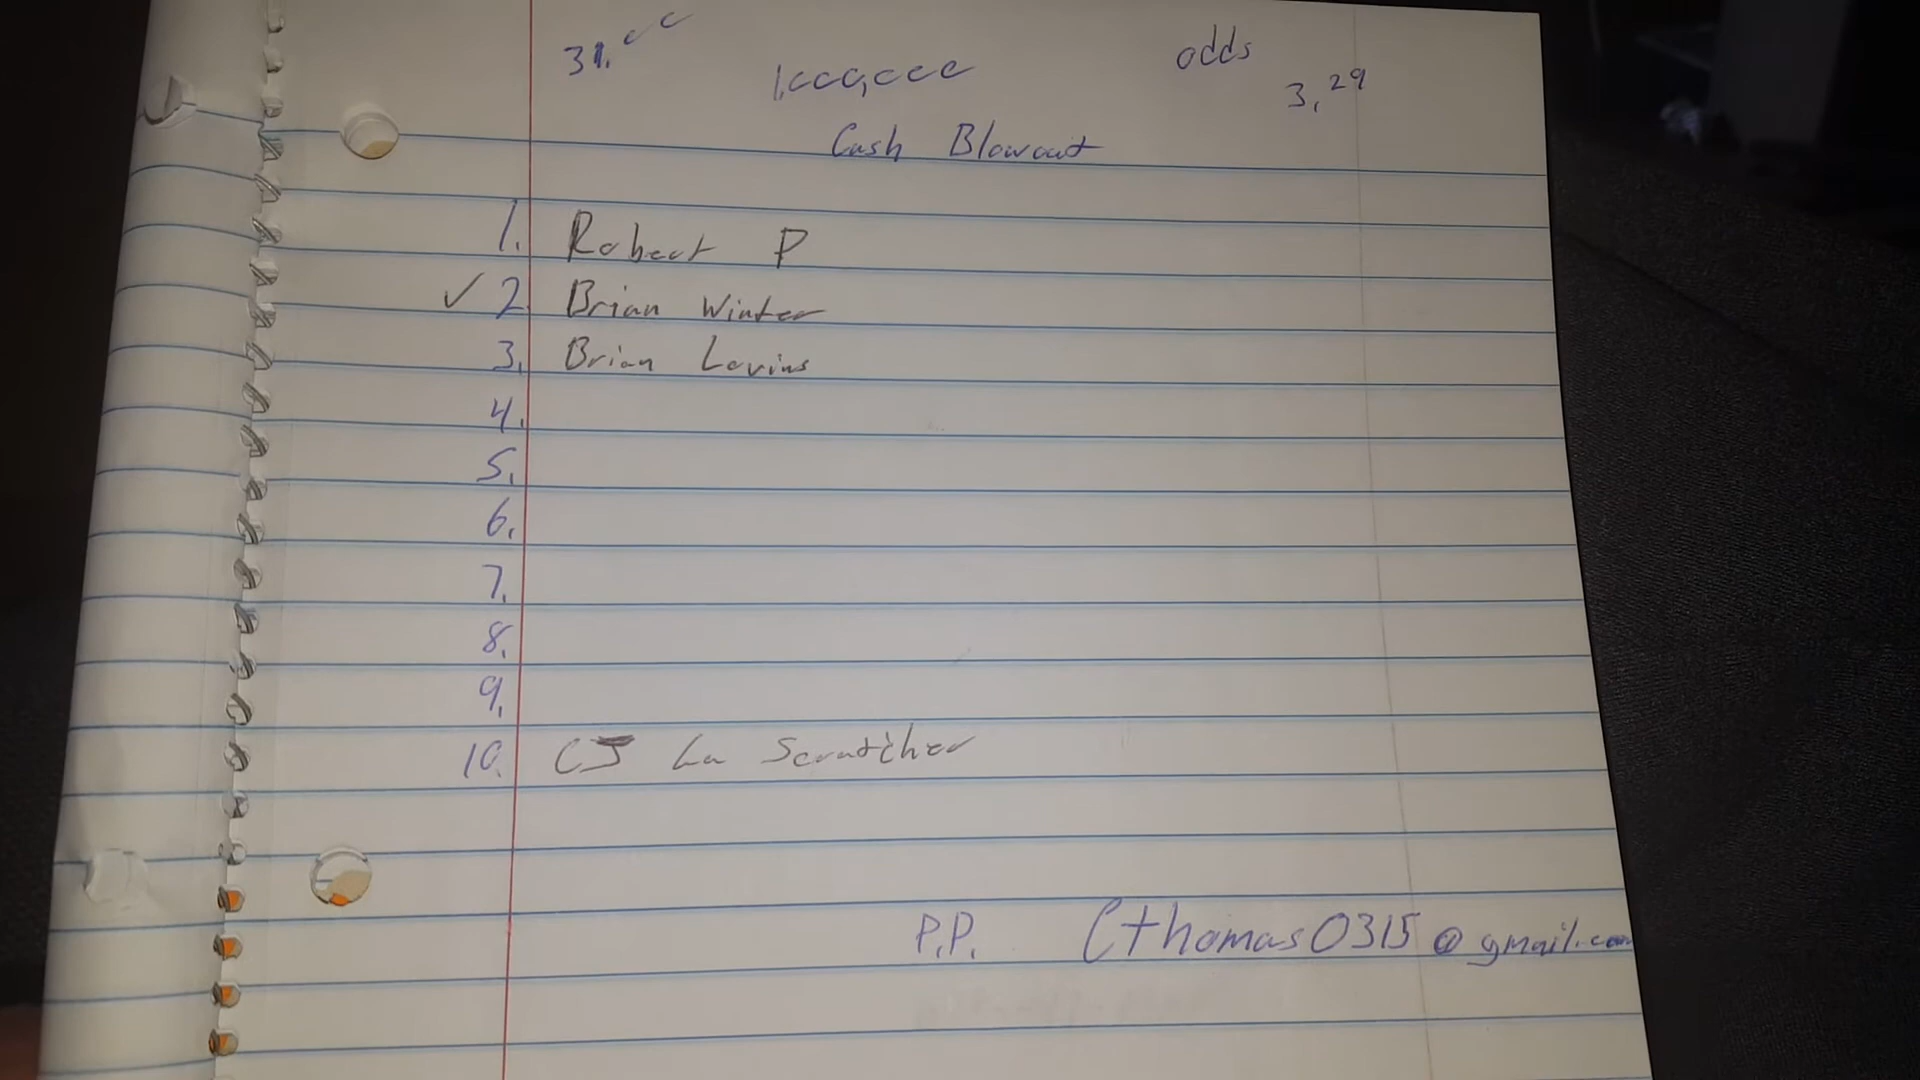 31.00
1,000,000
odds
3,29
Cash Blowout
1. Robert P
✓ 2. Brian Winter
3. Brian Lovins
4.
5.
6.
7.
8.
9.
10. CJ La Scratcher
P.P. Cthomas0315@gmail.com